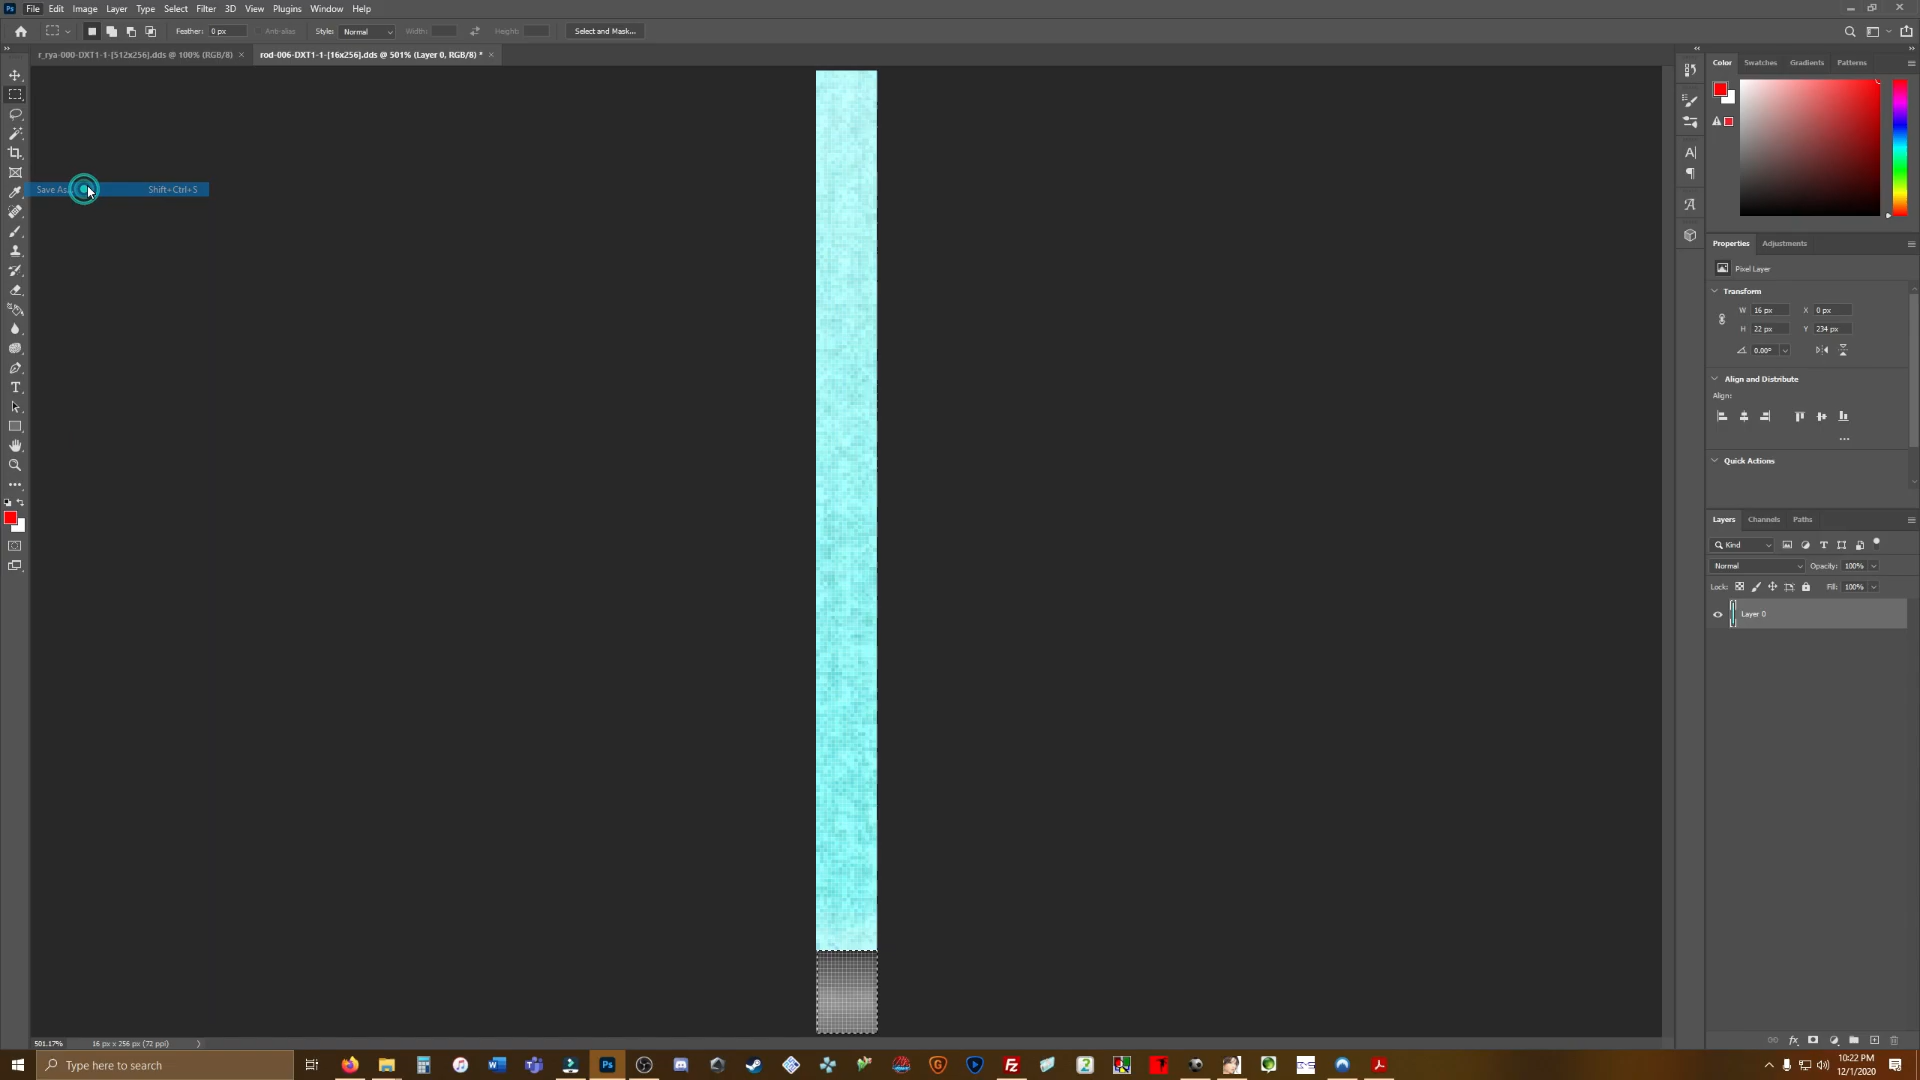 Ps File Edit Image Layer Type Select Filter 3D View Plugins Window Help
Feather: 0 px Anti-alias Style: Normal Width: Height: Select and Mask...
r_rya-000-DXT1-1-[512x256].dds @ 100% (RGB/8) × rod-006-DXT1-1-[16x256].dds @ 501% (Layer 0, RGB/8) * ×
Color Swatches Gradients Patterns
Save As... Shift+Ctrl+S
Properties Adjustments
Pixel Layer
Transform
W 16 px X 0 px
H 22 px Y 234 px
0.00°
Align and Distribute
Align:
Quick Actions
Layers Channels Paths
Kind
Normal Opacity: 100%
Lock: Fill: 100%
Layer 0
501.17% 16 px x 256 px (72 ppi)
Type here to search
10:22 PM
12/1/2020